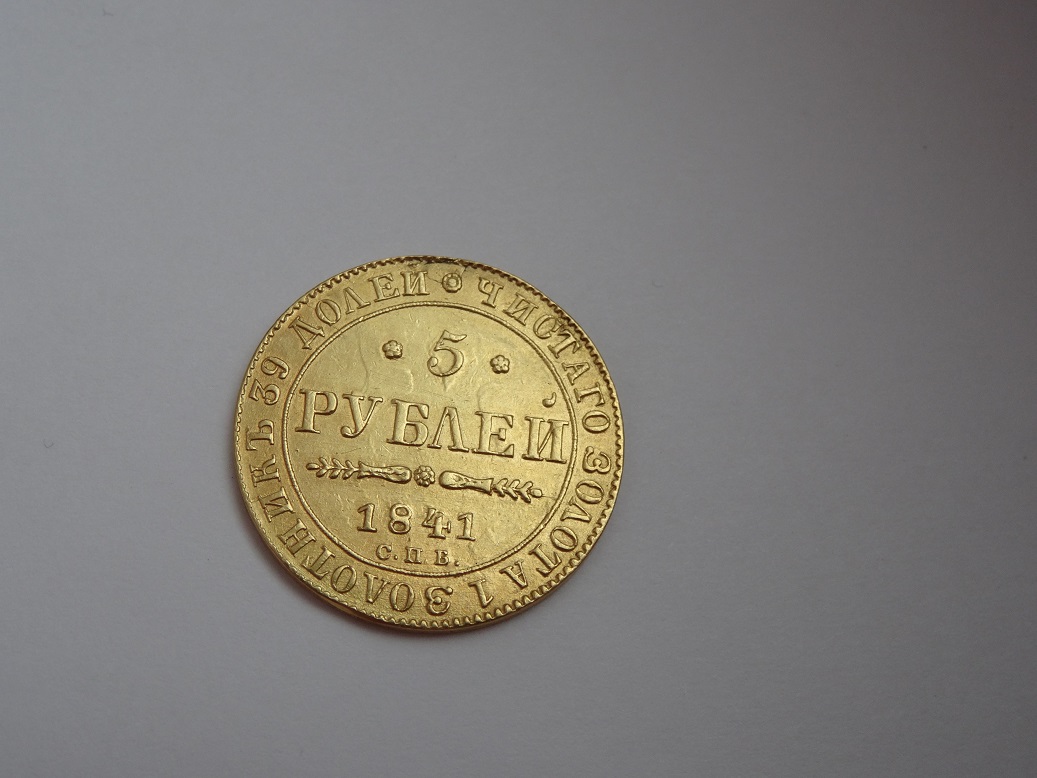 ЧИСТАГО ЗОЛОТА 1 ЗОЛОТНИКЪ 39 ДОЛЕЙ
5
РУБЛЕЙ
1841
С.П.Б.